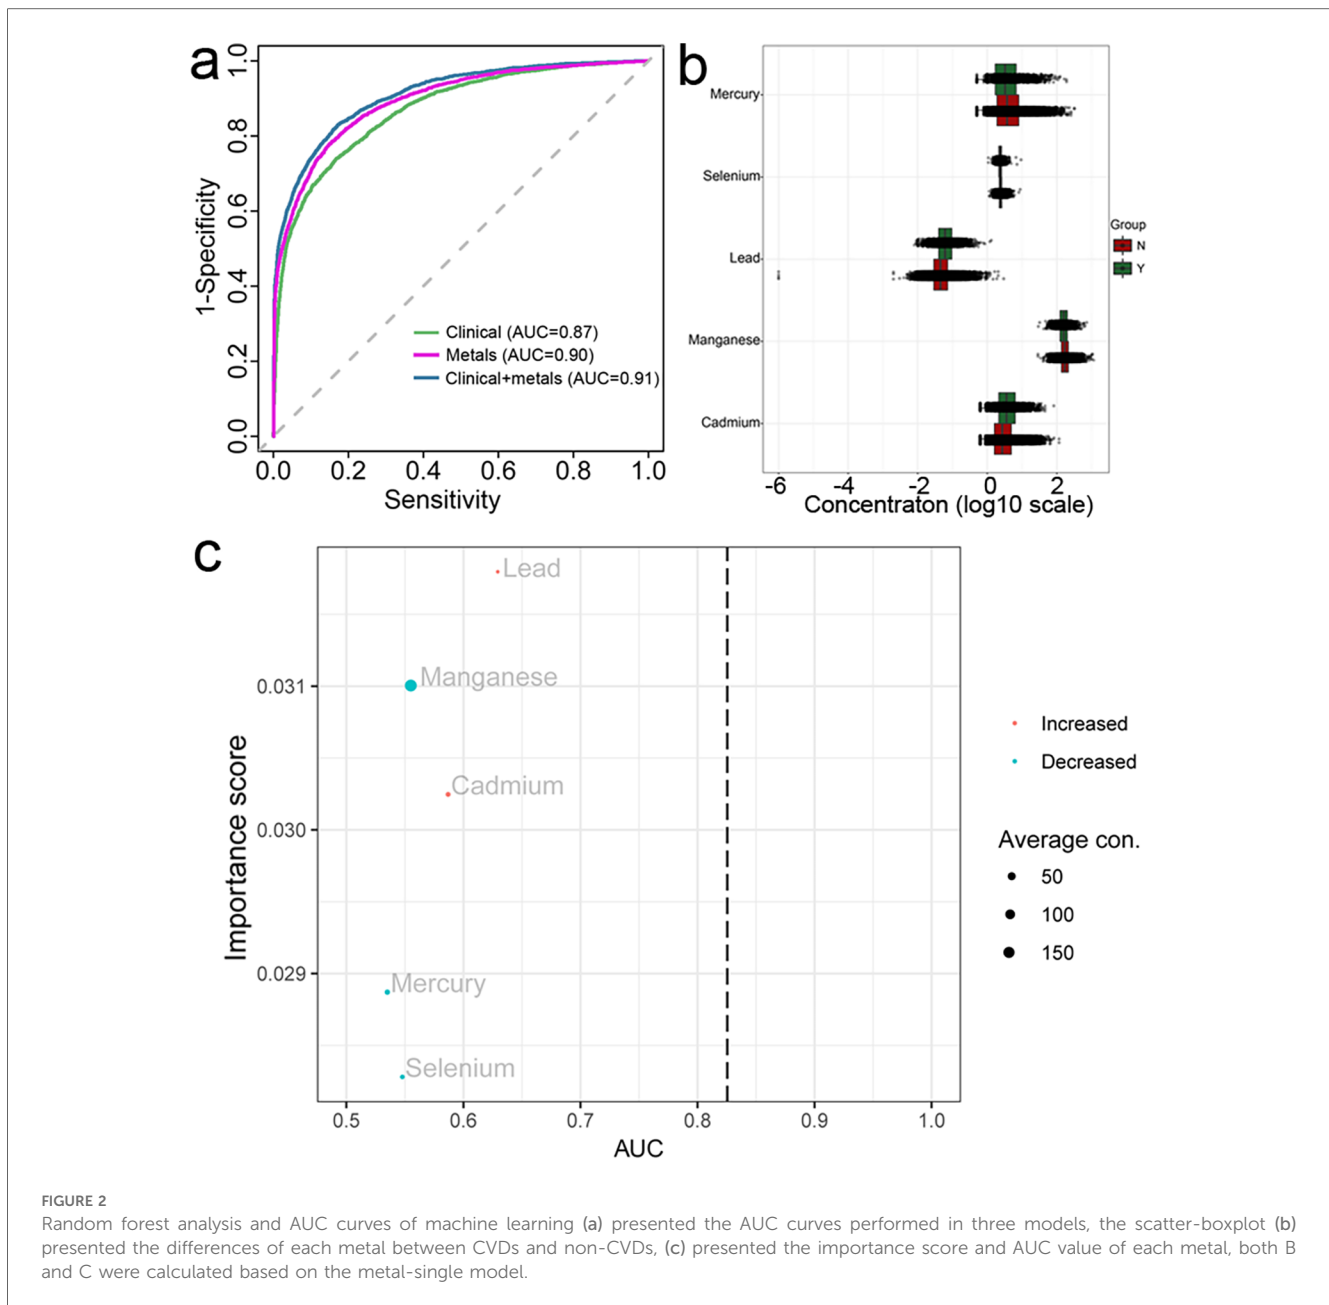 a
1.0
0.8
0.6
0.4
0.2
0.0
1-Specificity
Clinical (AUC=0.87)
Metals (AUC=0.90)
Clinical+metals (AUC=0.91)
0.0 0.2 0.4 0.6 0.8 1.0
Sensitivity
b
Mercury
Selenium
Lead
Manganese
Cadmium
-6 -4 -2 0 2
Concentraton (log10 scale)
Group
N
Y
c
Lead
Manganese
Cadmium
Mercury
Selenium
0.031
0.030
0.029
Importance score
0.5 0.6 0.7 0.8 0.9 1.0
AUC
Increased
Decreased
Average con.
50
100
150
FIGURE 2
Random forest analysis and AUC curves of machine learning (a) presented the AUC curves performed in three models, the scatter-boxplot (b)
presented the differences of each metal between CVDs and non-CVDs, (c) presented the importance score and AUC value of each metal, both B
and C were calculated based on the metal-single model.